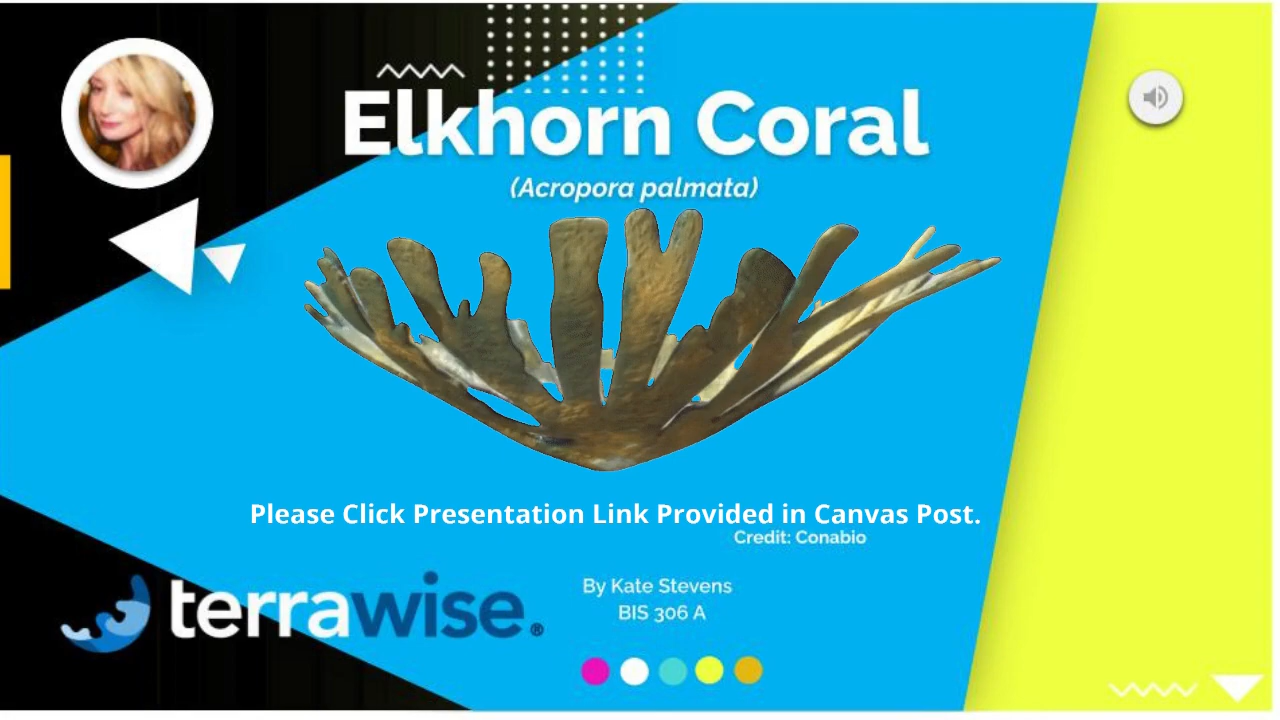 Elkhorn Coral
(Acropora palmata)
Please Click Presentation Link Provided in Canvas Post.
Credit: Conabio
By Kate Stevens
BIS 306 A
terrawise®